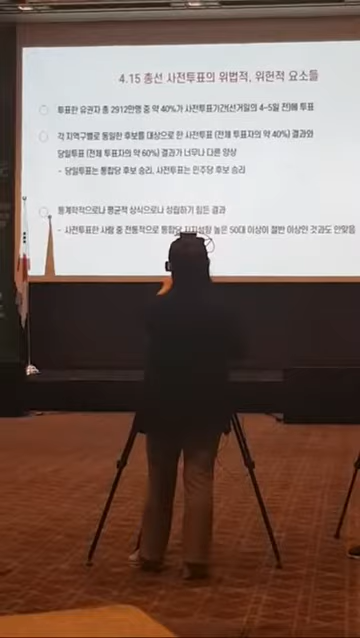 4.15 총선 사전투표의 위법적, 위헌적 요소들
투표한 유권자 총 2912만명 중 약 40%가 사전투표기간(선거일의 4~5일 전)에 투표
각 지역구별로 동일한 후보를 대상으로 한 사전투표 (전체 투표자의 약 40%) 결과와
당일투표 (전체 투표자의 약 60%) 결과가 너무나 다른 양상
- 당일투표는 통합당 후보 승리, 사전투표는 민주당 후보 승리
통계학적으로나 평균적 상식으로나 성립하기 힘든 결과
- 사전투표한 사람 중 전통적으로 통합당 지지성향 높은 50대 이상이 절반 이상인 것과도 안맞음